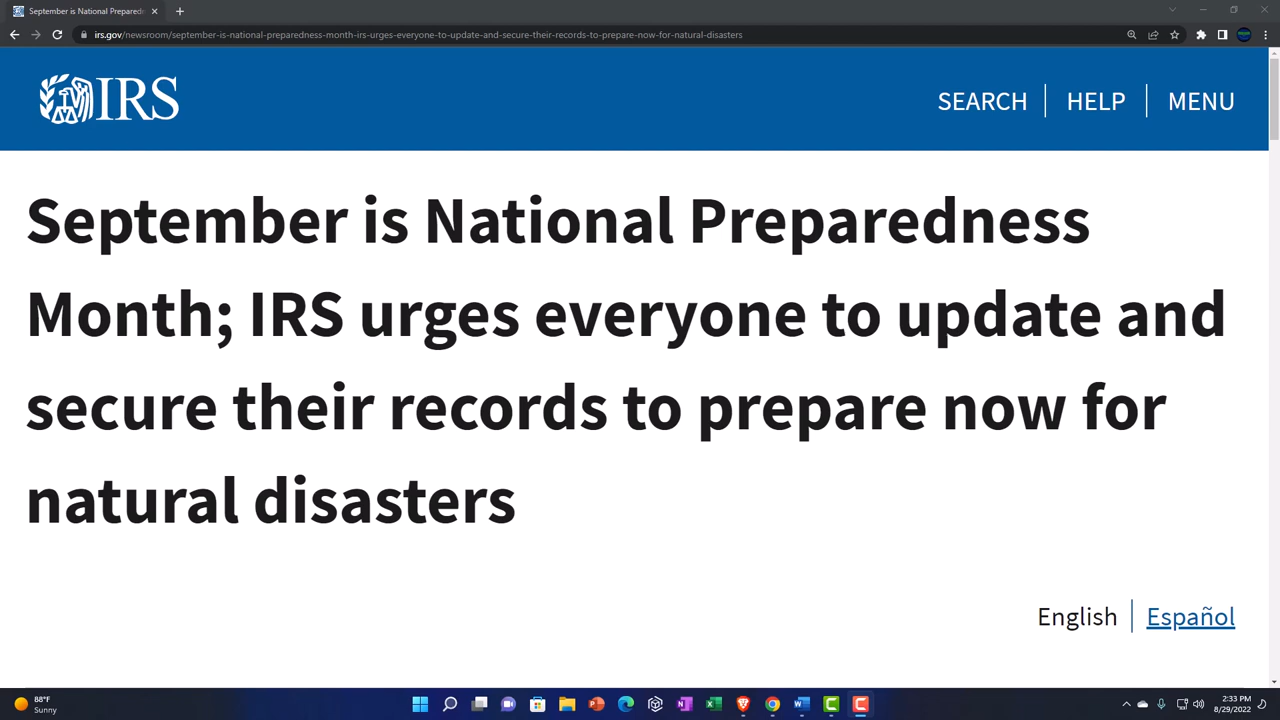 September is National Prepared
irs.gov/newsroom/september-is-national-preparedness-month-irs-urges-everyone-to-update-and-secure-their-records-to-prepare-now-for-natural-disasters
IRS
SEARCH
HELP
MENU
September is National Preparedness
Month; IRS urges everyone to update and
secure their records to prepare now for
natural disasters
English
Español
88°F
Sunny
2:33 PM
8/29/2022